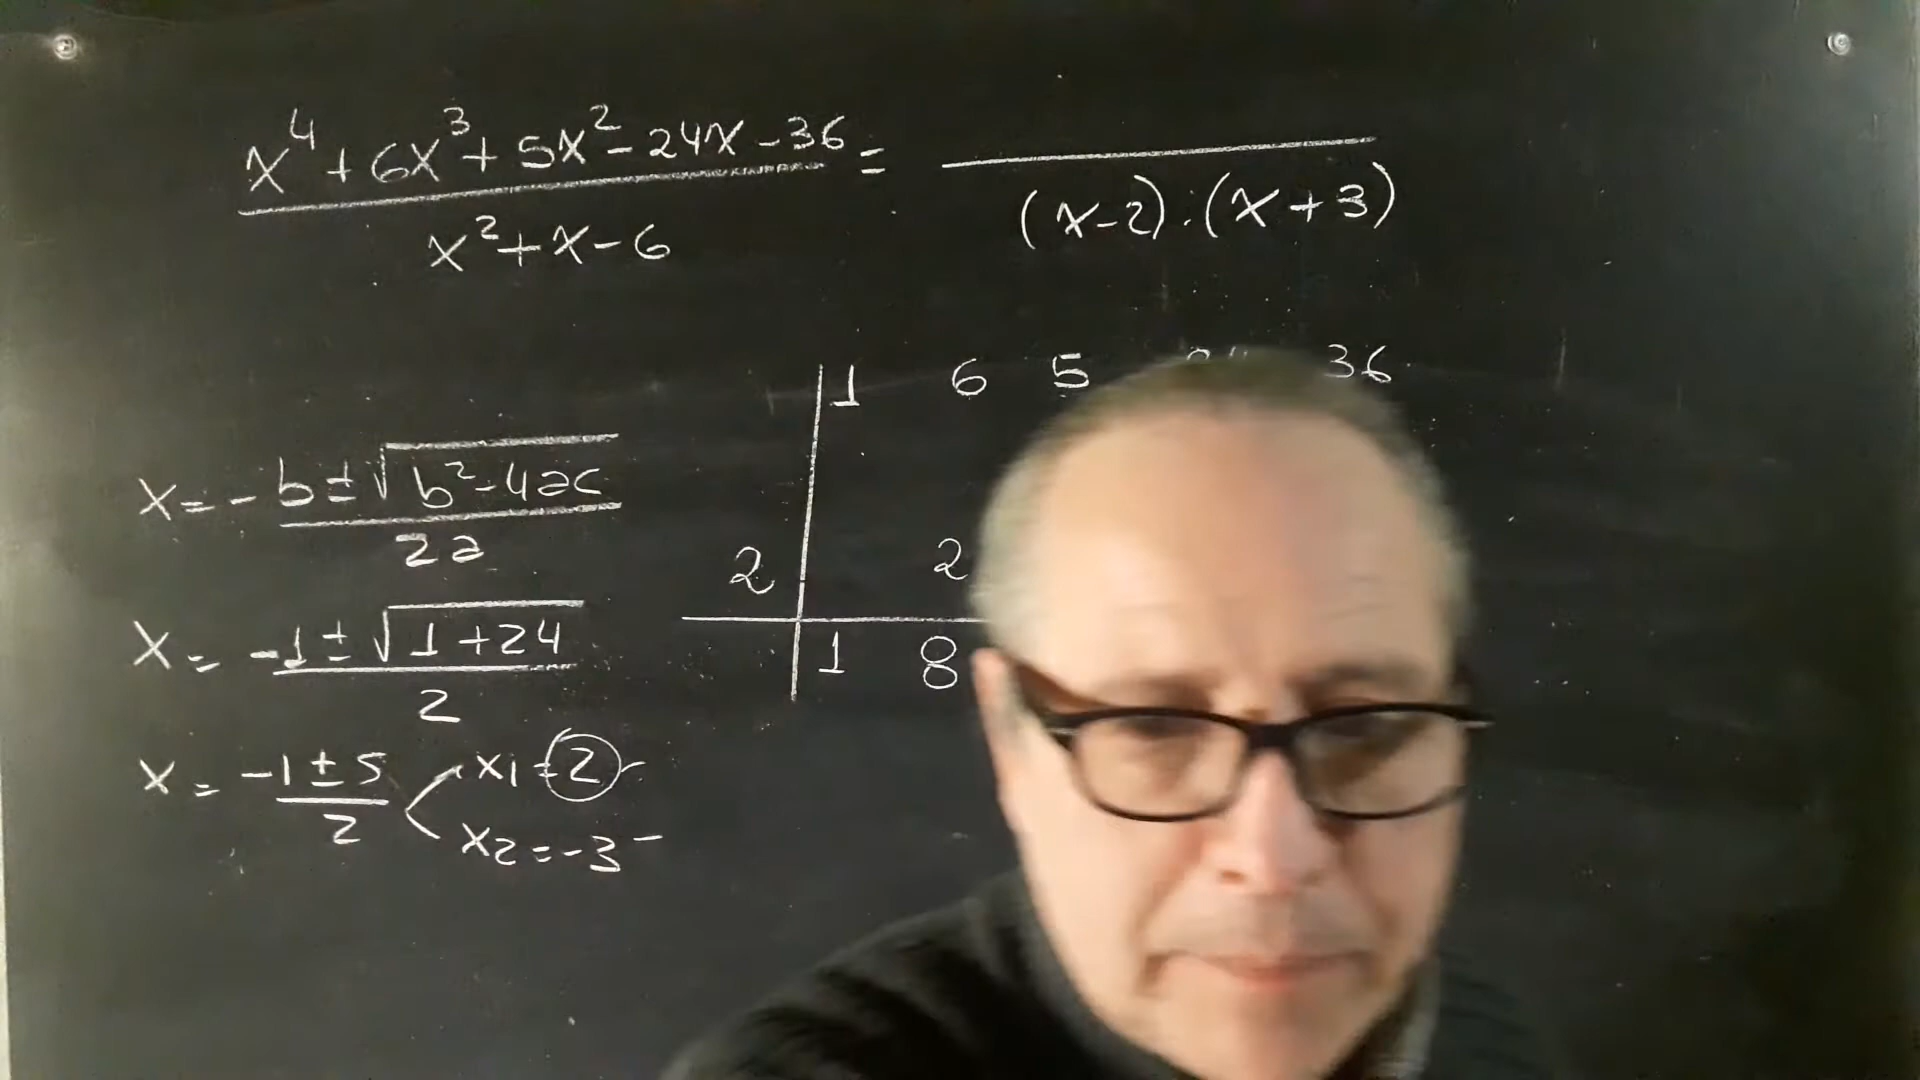 x⁴ + 6x³ + 5x² - 24x - 36 =
x² + x - 6
(x-2).(x+3)
1 6 5 36
2 2
1 8
x = -b ± √b² - 4ac
2a
x = -1 ± √1 + 24
2
x = -1 ± 5
2
x1 = 2
x2 = -3